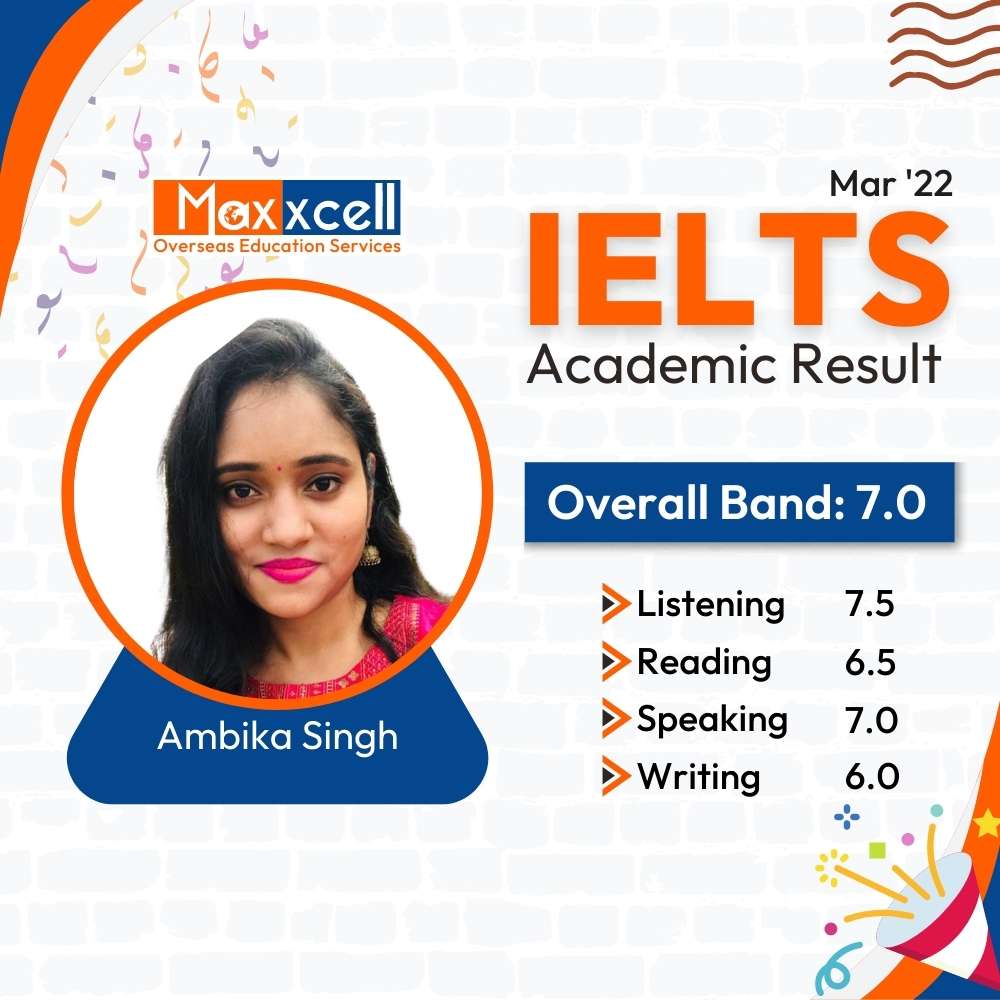 Maxxcell
Overseas Education Services
Mar '22
IELTS
Academic Result
Overall Band: 7.0
Listening 7.5
Reading 6.5
Speaking 7.0
Writing 6.0
Ambika Singh